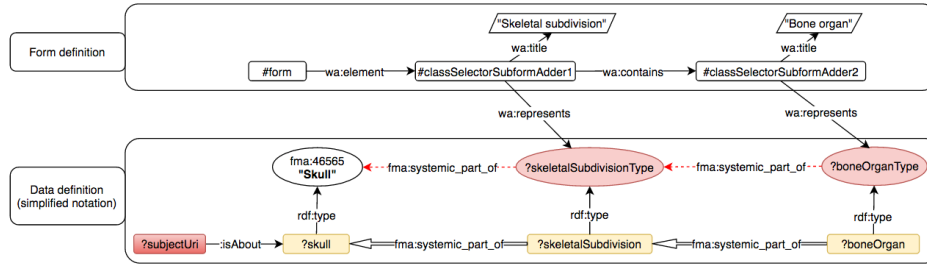 "Skeletal subdivision"
"Bone organ"
Form definition
wa:title
wa:title
#form
wa:element
#classSelectorSubformAdder1
wa:contains
#classSelectorSubformAdder2
wa:represents
wa:represents
fma:46565
"Skull"
fma:systemic_part_of
?skeletalSubdivisionType
fma:systemic_part_of
?boneOrganType
Data definition
(simplified notation)
rdf:type
rdf:type
rdf:type
?subjectUri
:isAbout
?skull
fma:systemic_part_of
?skeletalSubdivision
fma:systemic_part_of
?boneOrgan